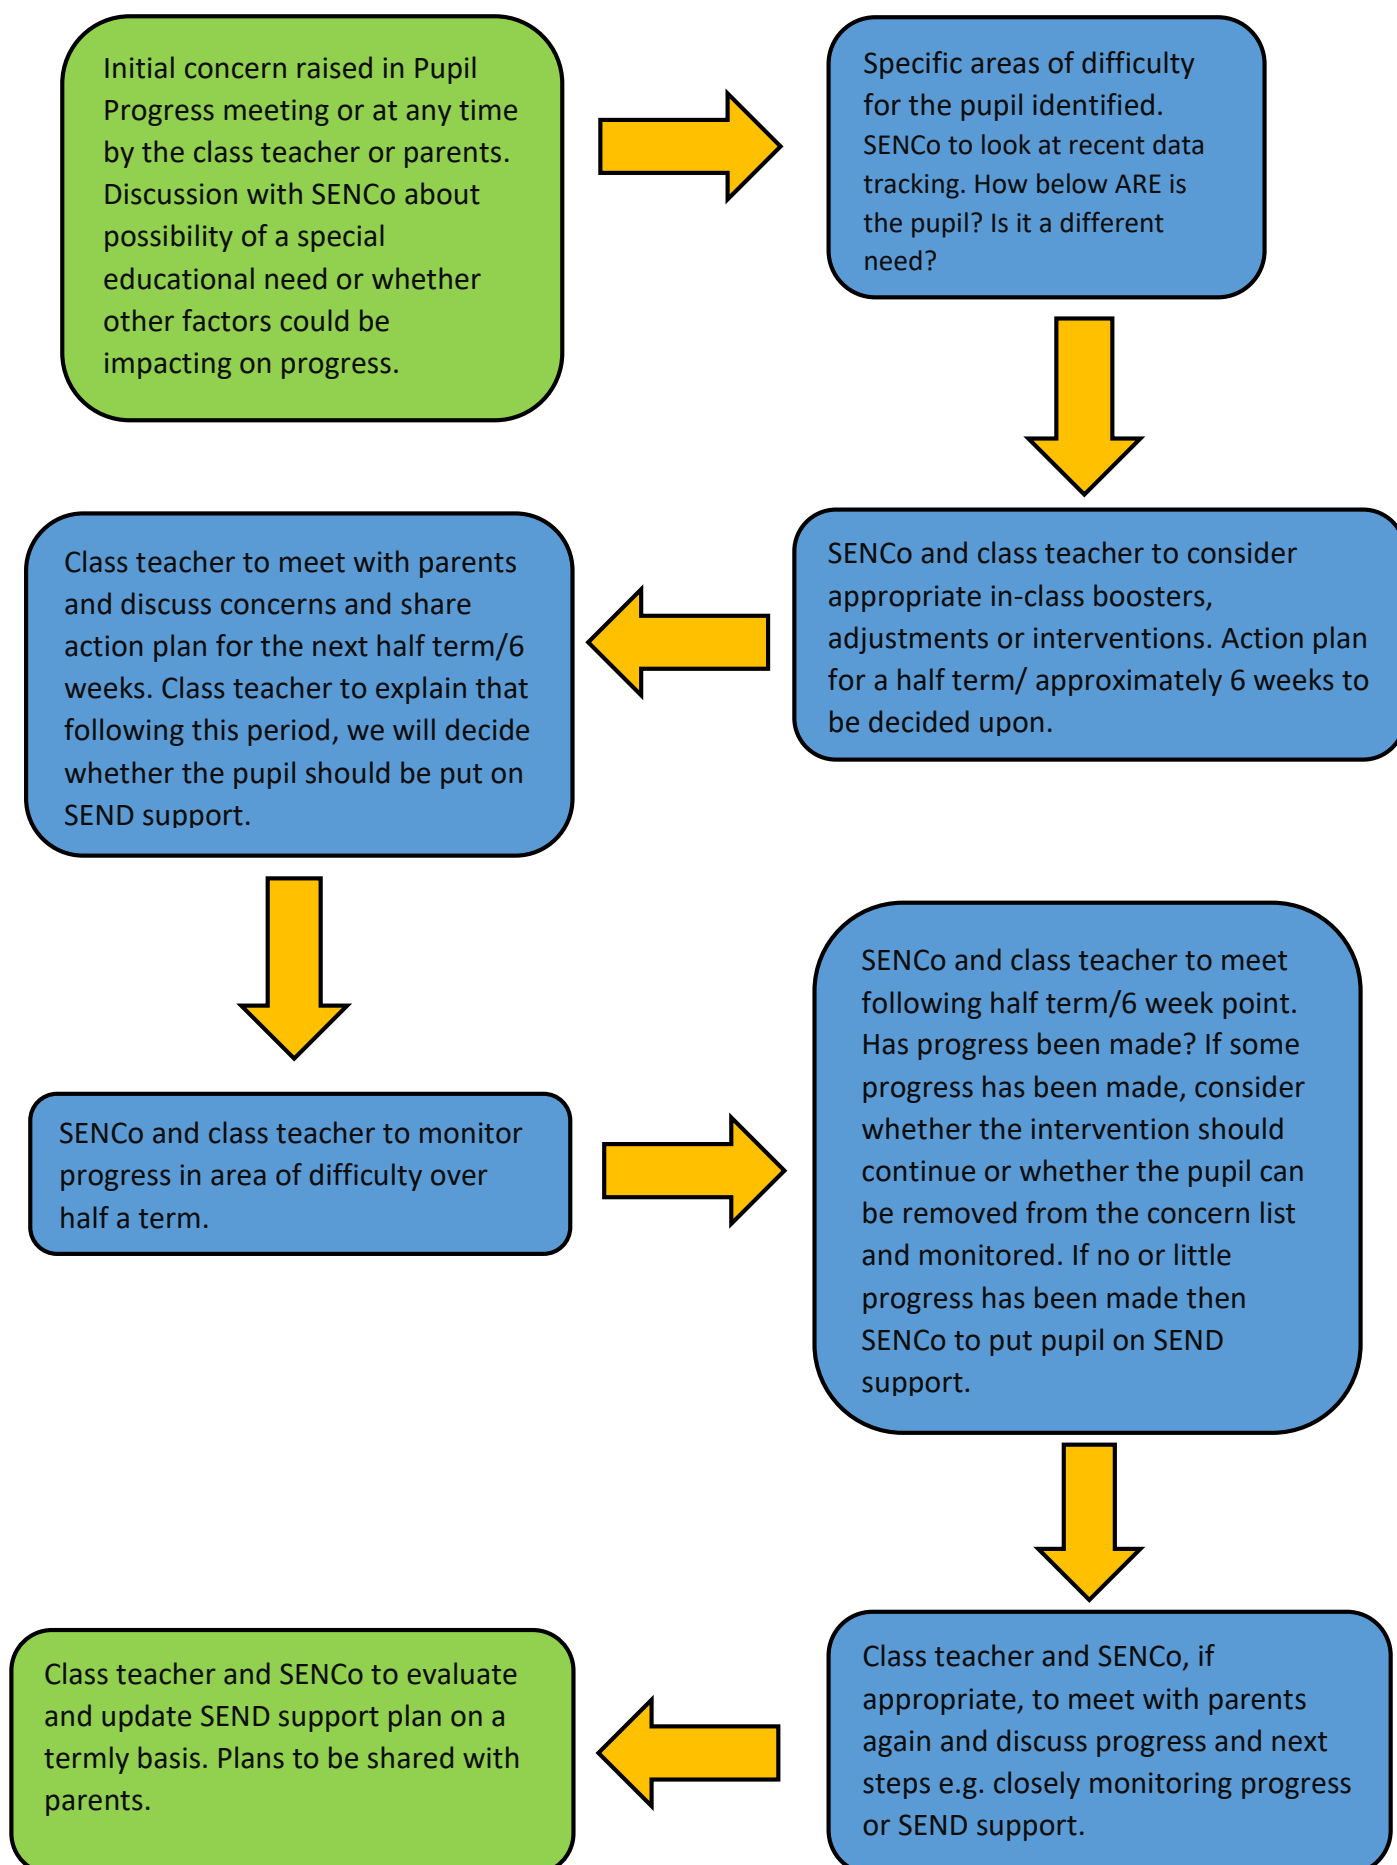 Initial concern raised in Pupil
Progress meeting or at any time
by the class teacher or parents.
Discussion with SENCo about
possibility of a special
educational need or whether
other factors could be
impacting on progress.
Specific areas of difficulty
for the pupil identified.
SENCo to look at recent data
tracking. How below ARE is
the pupil? Is it a different
need?
SENCo and class teacher to consider
appropriate in-class boosters,
adjustments or interventions. Action plan
for a half term/ approximately 6 weeks to
be decided upon.
Class teacher to meet with parents
and discuss concerns and share
action plan for the next half term/6
weeks. Class teacher to explain that
following this period, we will decide
whether the pupil should be put on
SEND support.
SENCo and class teacher to monitor
progress in area of difficulty over
half a term.
SENCo and class teacher to meet
following half term/6 week point.
Has progress been made? If some
progress has been made, consider
whether the intervention should
continue or whether the pupil can
be removed from the concern list
and monitored. If no or little
progress has been made then
SENCo to put pupil on SEND
support.
Class teacher and SENCo, if
appropriate, to meet with parents
again and discuss progress and next
steps e.g. closely monitoring progress
or SEND support.
Class teacher and SENCo to evaluate
and update SEND support plan on a
termly basis. Plans to be shared with
parents.